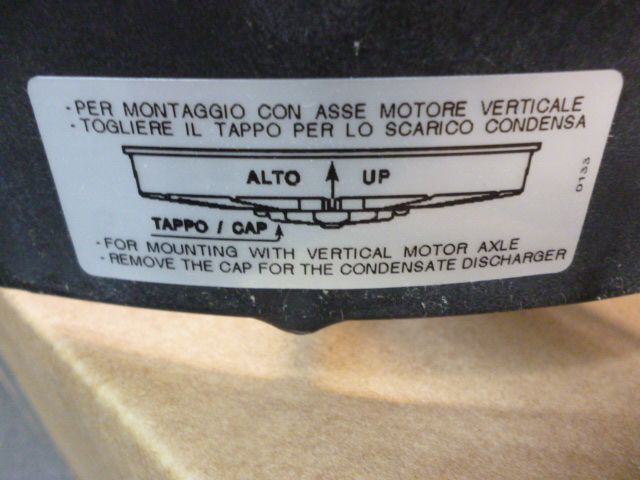 - PER MONTAGGIO CON ASSE MOTORE VERTICALE
- TOGLIERE IL TAPPO PER LO SCARICO CONDENSA
ALTO UP
TAPPO / CAP
0133
- FOR MOUNTING WITH VERTICAL MOTOR AXLE
- REMOVE THE CAP FOR THE CONDENSATE DISCHARGER